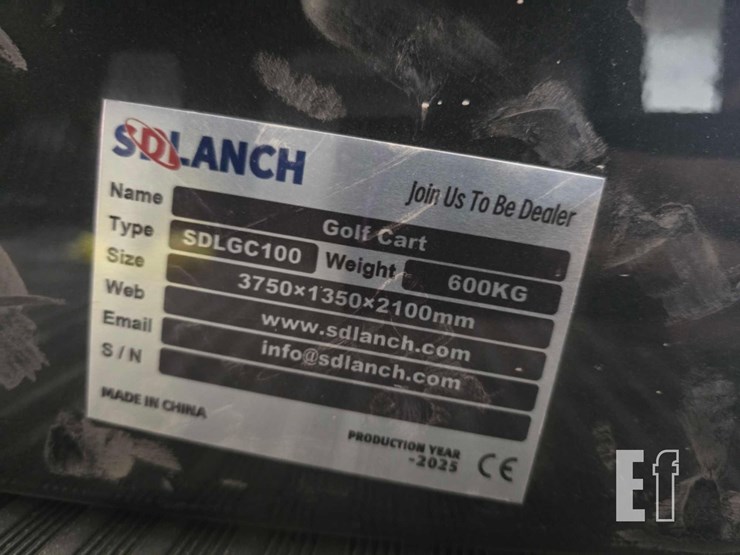 SDLANCH
Join Us To Be Dealer
Name Golf Cart
Type SDLGC100 Weight 600KG
Size 3750×1350×2100mm
Web www.sdlanch.com
Email info@sdlanch.com
S/N
MADE IN CHINA
PRODUCTION YEAR
-2025
CE
Ef